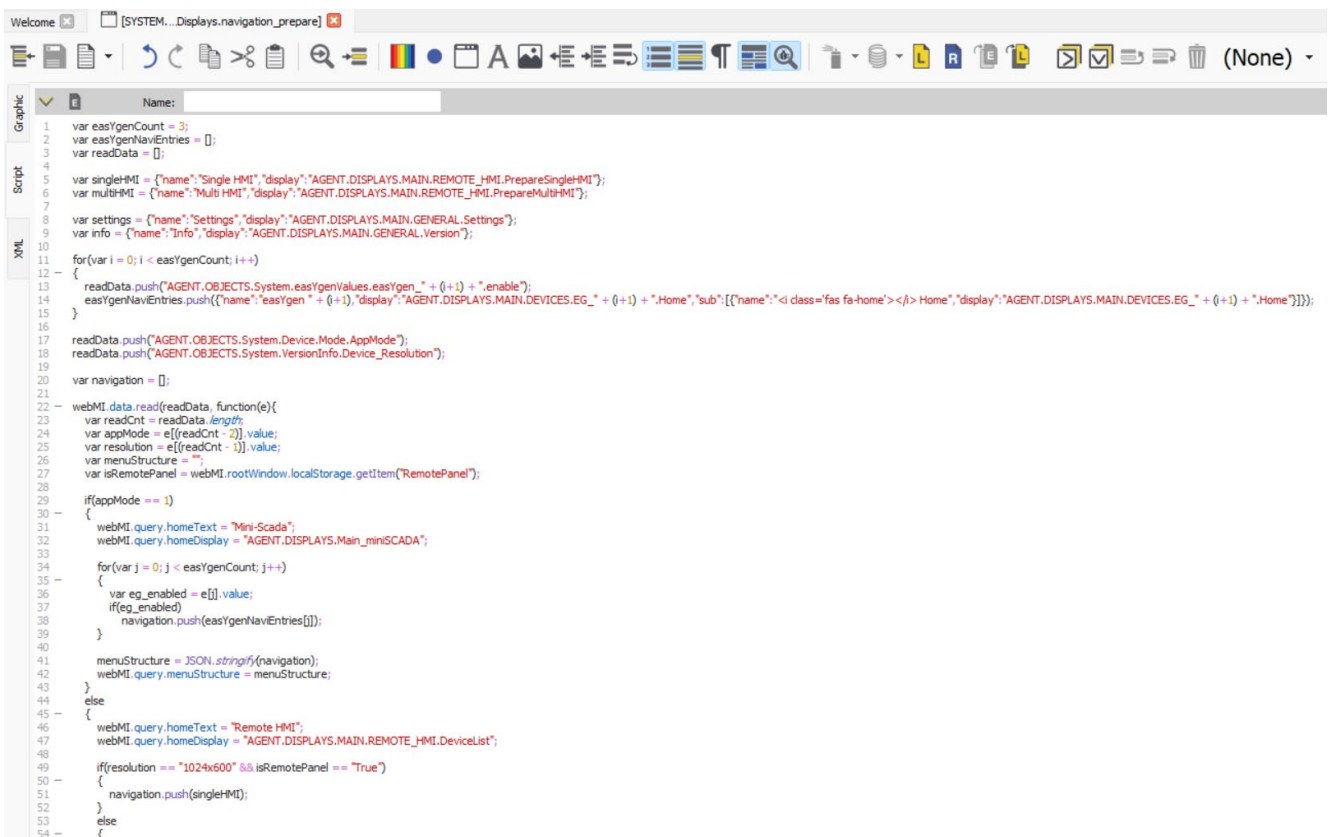 Welcome
[SYSTEM....Displays.navigation_prepare]
(None)
Graphic
Script
XML
Name:
1 var easYgenCount = 3;
2 var easYgenNaviEntries = [];
3 var readData = [];
4
5 var singleHMI = {"name":"Single HMI","display":"AGENT.DISPLAYS.MAIN.REMOTE_HMI.PrepareSingleHMI"};
6 var multiHMI = {"name":"Multi HMI","display":"AGENT.DISPLAYS.MAIN.REMOTE_HMI.PrepareMultiHMI"};
7
8 var settings = {"name":"Settings","display":"AGENT.DISPLAYS.MAIN.GENERAL.Settings"};
9 var info = {"name":"Info","display":"AGENT.DISPLAYS.MAIN.GENERAL.Version"};
10
11 for(var i = 0; i < easYgenCount; i++)
12 {
13 readData.push("AGENT.OBJECTS.System.easYgenValues.easYgen_" + (i+1) + ".enable");
14 easYgenNaviEntries.push({"name":"easYgen " + (i+1),"display":"AGENT.DISPLAYS.MAIN.DEVICES.EG_" + (i+1) + ".Home","sub":[{"name":"<i class='fas fa-home'></i> Home","display":"AGENT.DISPLAYS.MAIN.DEVICES.EG_" + (i+1) + ".Home"}]});
15 }
16
17 readData.push("AGENT.OBJECTS.System.Device.Mode.AppMode");
18 readData.push("AGENT.OBJECTS.System.VersionInfo.Device_Resolution");
19
20 var navigation = [];
21
22 webMI.data.read(readData, function(e){
23 var readCnt = readData.length;
24 var appMode = e[(readCnt - 2)].value;
25 var resolution = e[(readCnt - 1)].value;
26 var menuStructure = "";
27 var isRemotePanel = webMI.rootWindow.localStorage.getItem("RemotePanel");
28
29 if(appMode == 1)
30 {
31 webMI.query.homeText = "Mini-Scada";
32 webMI.query.homeDisplay = "AGENT.DISPLAYS.Main_miniSCADA";
33
34 for(var j = 0; j < easYgenCount; j++)
35 {
36 var eg_enabled = e[j].value;
37 if(eg_enabled)
38 navigation.push(easYgenNaviEntries[j]);
39 }
40
41 menuStructure = JSON.stringify(navigation);
42 webMI.query.menuStructure = menuStructure;
43 }
44 else
45 {
46 webMI.query.homeText = "Remote HMI";
47 webMI.query.homeDisplay = "AGENT.DISPLAYS.MAIN.REMOTE_HMI.DeviceList";
48
49 if(resolution == "1024x600" && isRemotePanel == "True")
50 {
51 navigation.push(singleHMI);
52 }
53 else
54 {